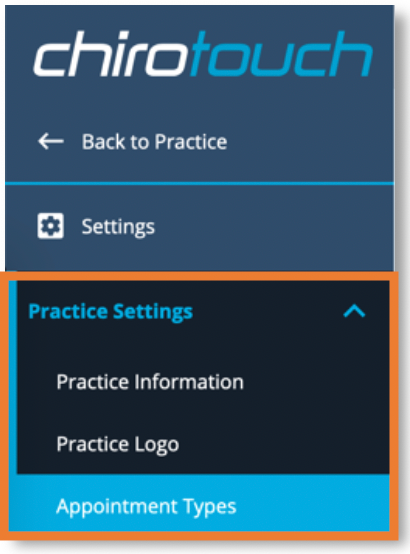 chirotouch
Back to Practice
Settings
Practice Settings
Practice Information
Practice Logo
Appointment Types